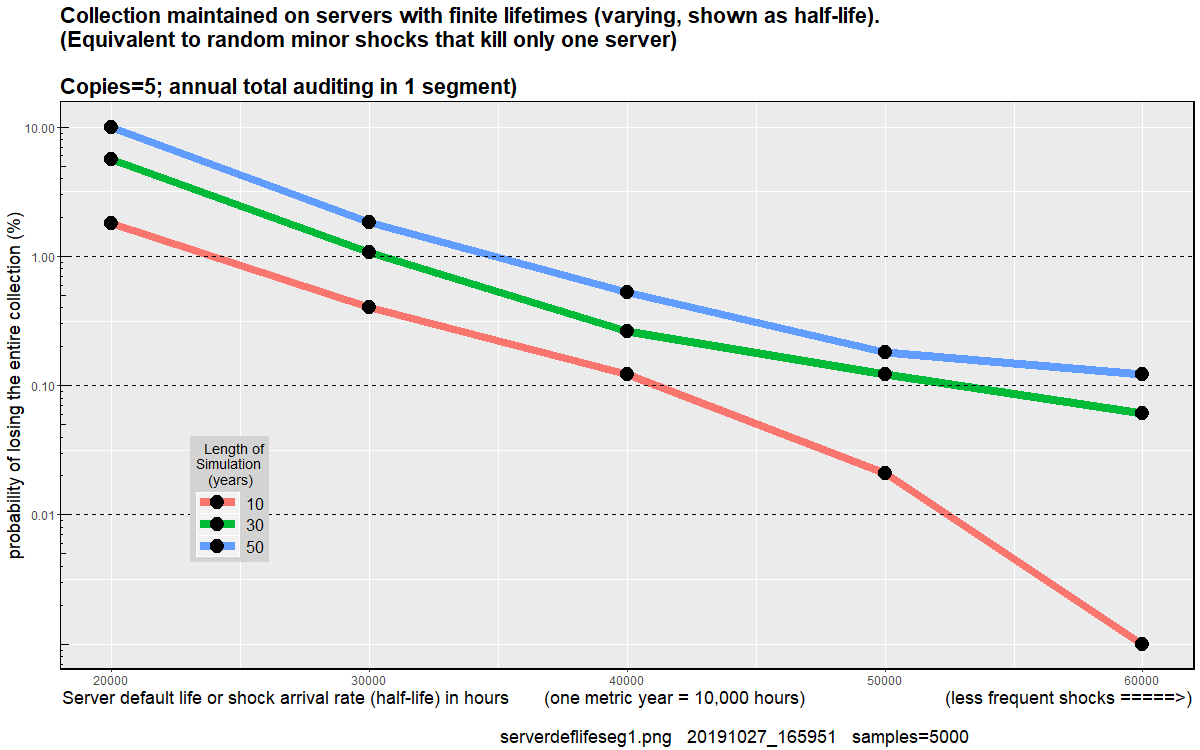 Collection maintained on servers with finite lifetimes (varying, shown as half-life).
(Equivalent to random minor shocks that kill only one server)
Copies=5; annual total auditing in 1 segment)
probability of losing the entire collection (%)
10.00
1.00
0.10
0.01
Length of
Simulation
(years)
10
30
50
20000 30000 40000 50000 60000
Server default life or shock arrival rate (half-life) in hours (one metric year = 10,000 hours) (less frequent shocks =====>)
serverdeflifeseg1.png 20191027_165951 samples=5000